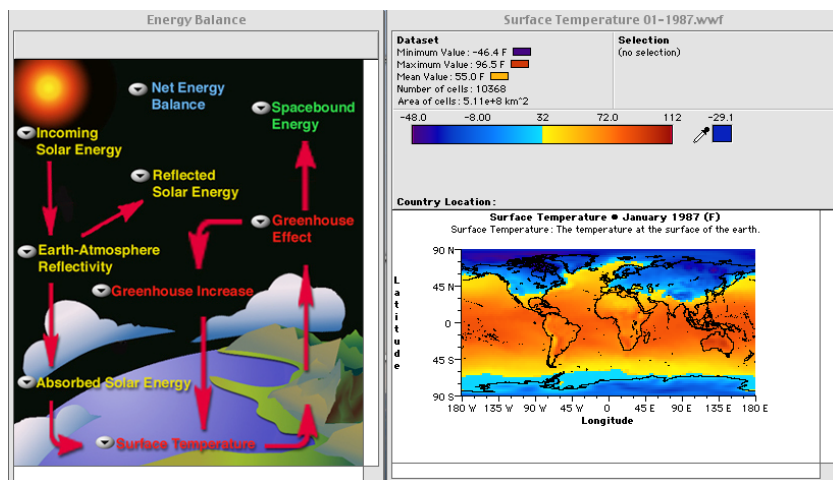 Energy Balance
Net Energy
Balance
Spacebound
Energy
Incoming
Solar Energy
Reflected
Solar Energy
Greenhouse
Effect
Earth-Atmosphere
Reflectivity
Greenhouse Increase
Absorbed Solar Energy
Surface Temperature
Surface Temperature 01-1987.wwf
Dataset
Minimum Value: -46.4 F
Maximum Value: 96.5 F
Mean Value: 55.0 F
Number of cells: 10368
Area of cells: 5.11e+8 km^2
Selection
(no selection)
-48.0 -8.00 32 72.0 112 -29.1
Country Location:
Surface Temperature • January 1987 (F)
Surface Temperature: The temperature at the surface of the earth.
Latitude
90 N
45 N
0
45 S
90 S
180 W 135 W 90 W 45 W 0 45 E 90 E 135 E 180 E
Longitude